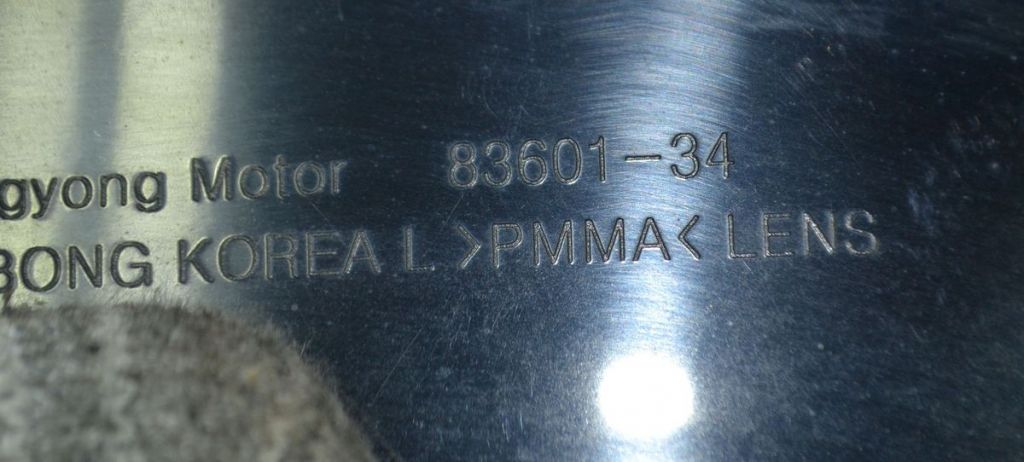 gyong Motor 83601-34
BONG KOREA L >PMMA< LENS